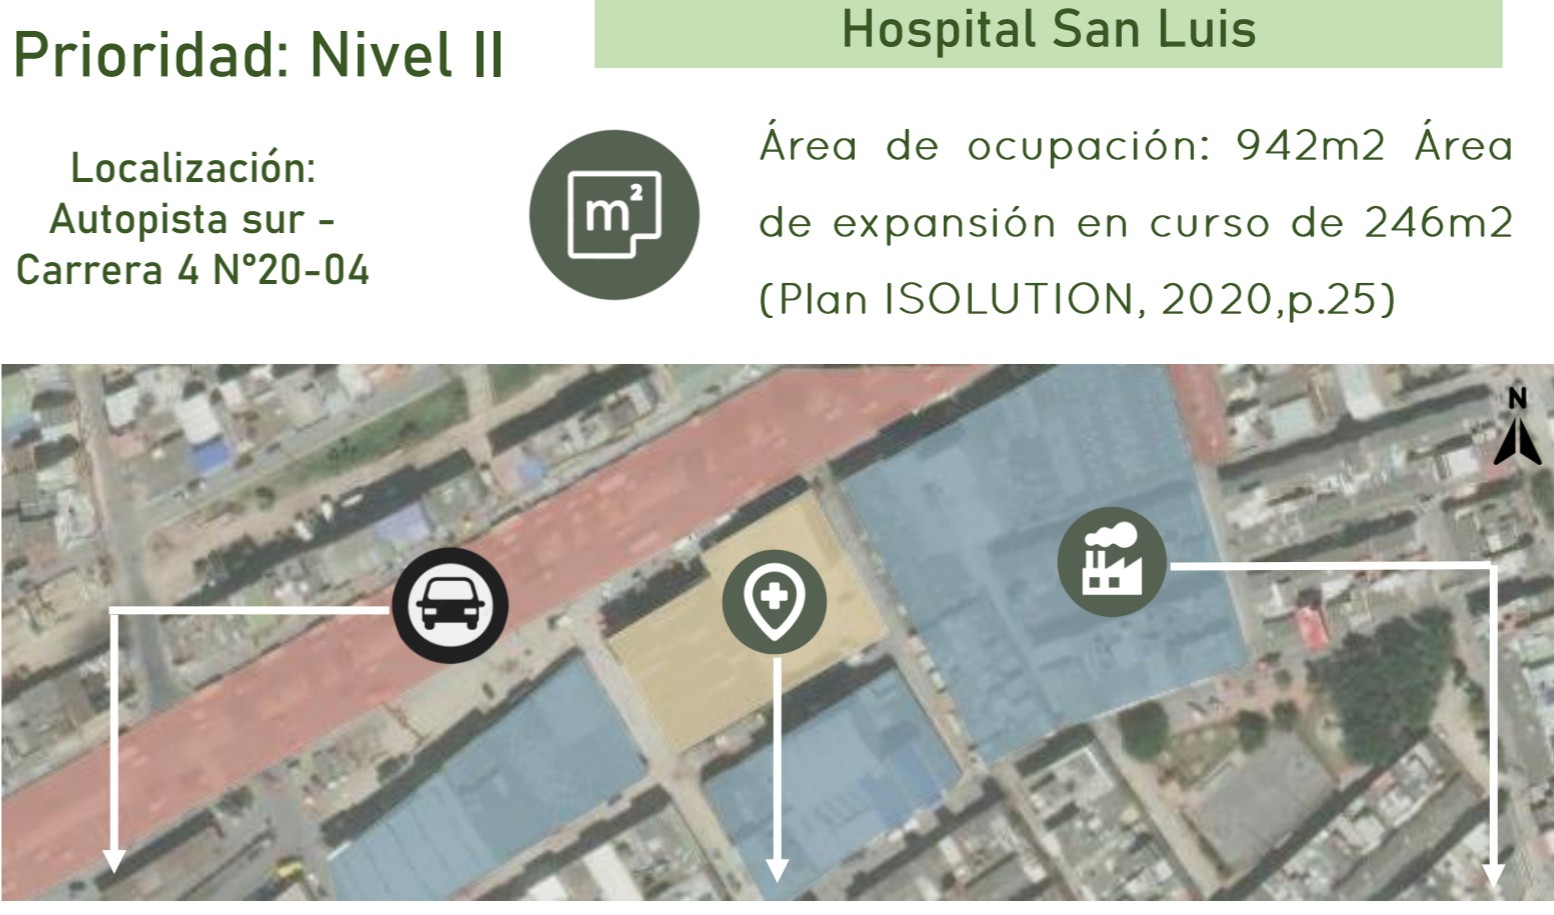 Prioridad: Nivel II
Hospital San Luis
Localización:
Autopista sur -
Carrera 4 N°20-04
m²
Área de ocupación: 942m2 Área
de expansión en curso de 246m2
(Plan ISOLUTION, 2020,p.25)
N